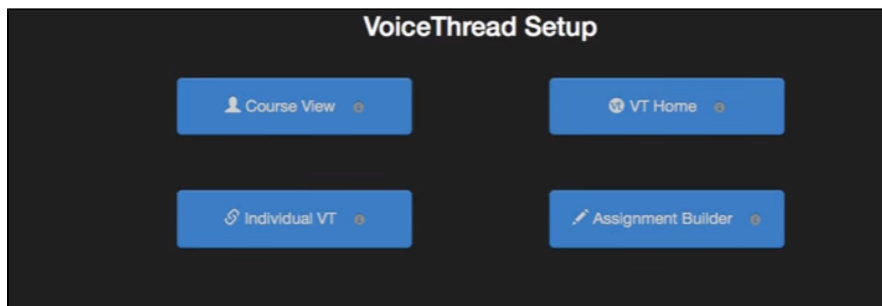 VoiceThread Setup
Course View
VT Home
Individual VT
Assignment Builder